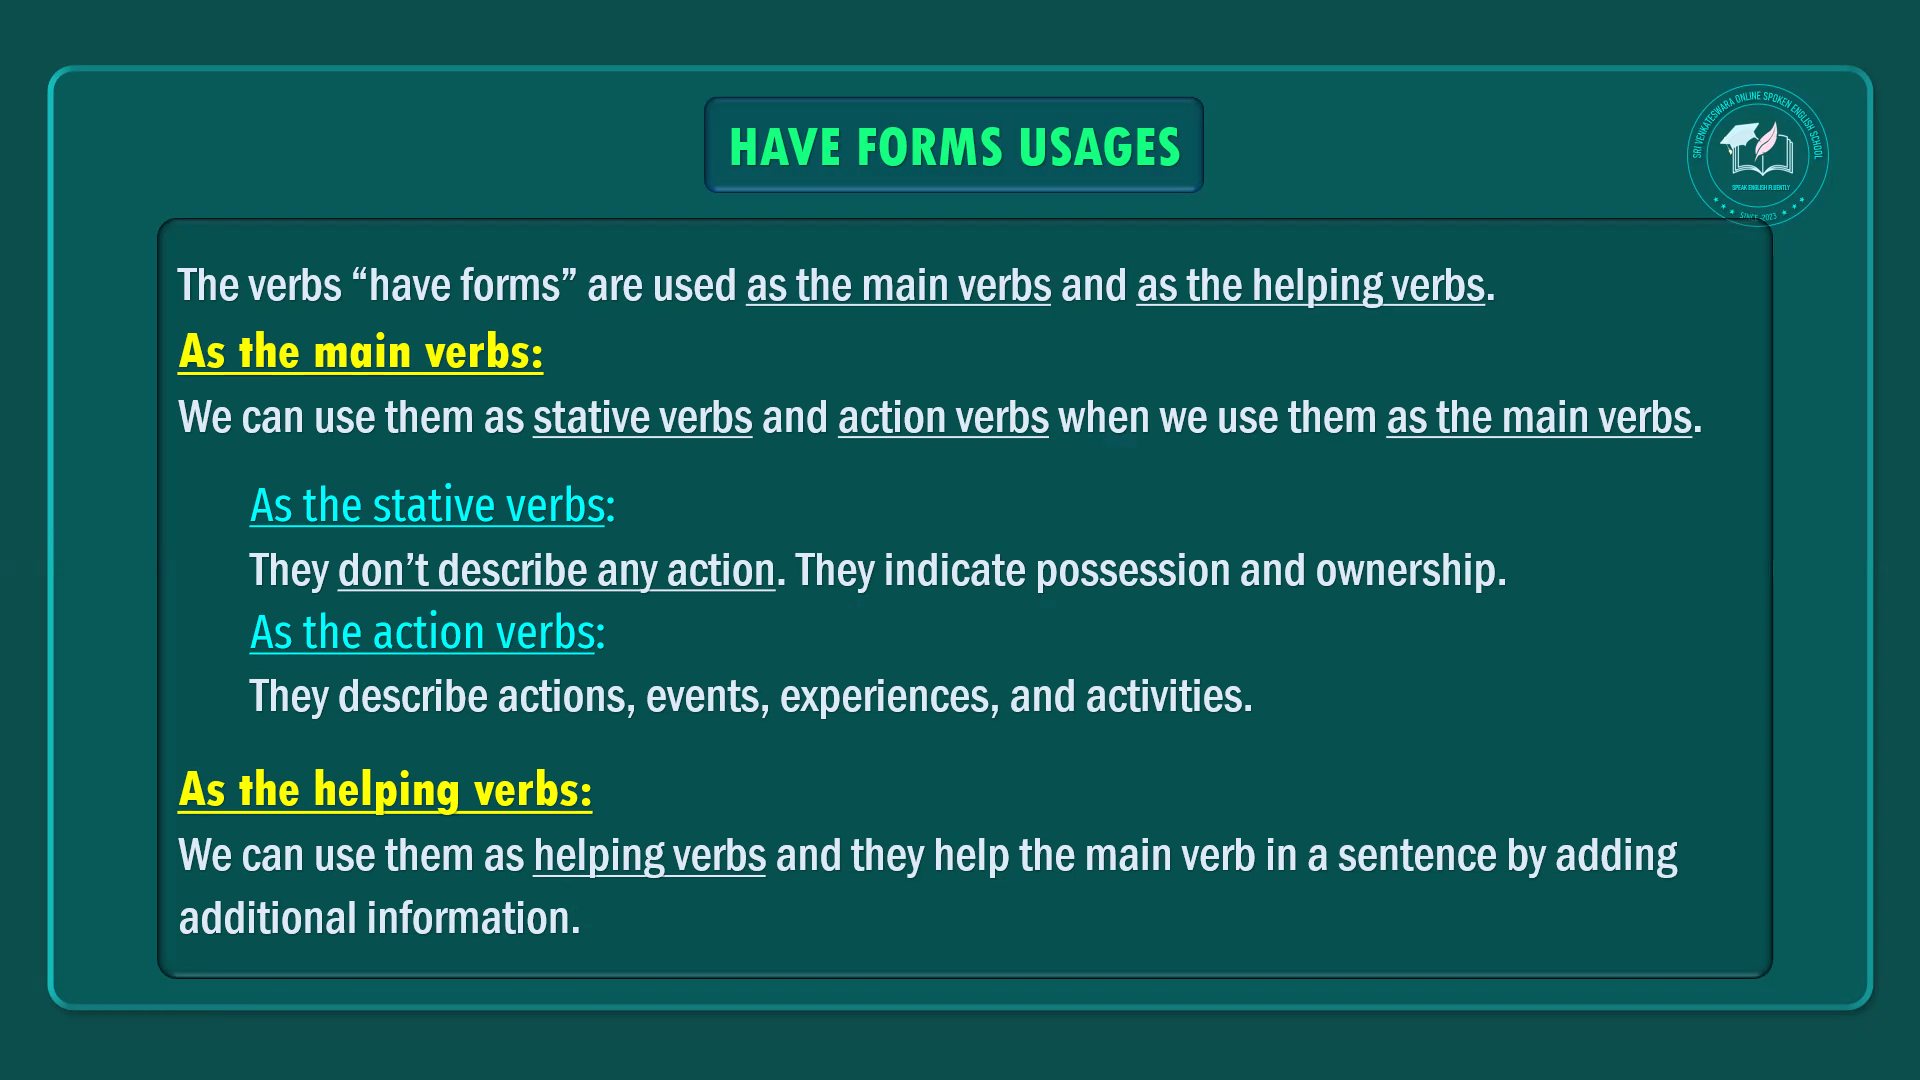 HAVE FORMS USAGES
SRI VENKATESWARA ONLINE SPOKEN ENGLISH SCHOOL
SPEAK ENGLISH FLUENTLY
SINCE -2023
The verbs “have forms” are used as the main verbs and as the helping verbs.
As the main verbs:
We can use them as stative verbs and action verbs when we use them as the main verbs.
As the stative verbs:
They don’t describe any action. They indicate possession and ownership.
As the action verbs:
They describe actions, events, experiences, and activities.
As the helping verbs:
We can use them as helping verbs and they help the main verb in a sentence by adding
additional information.